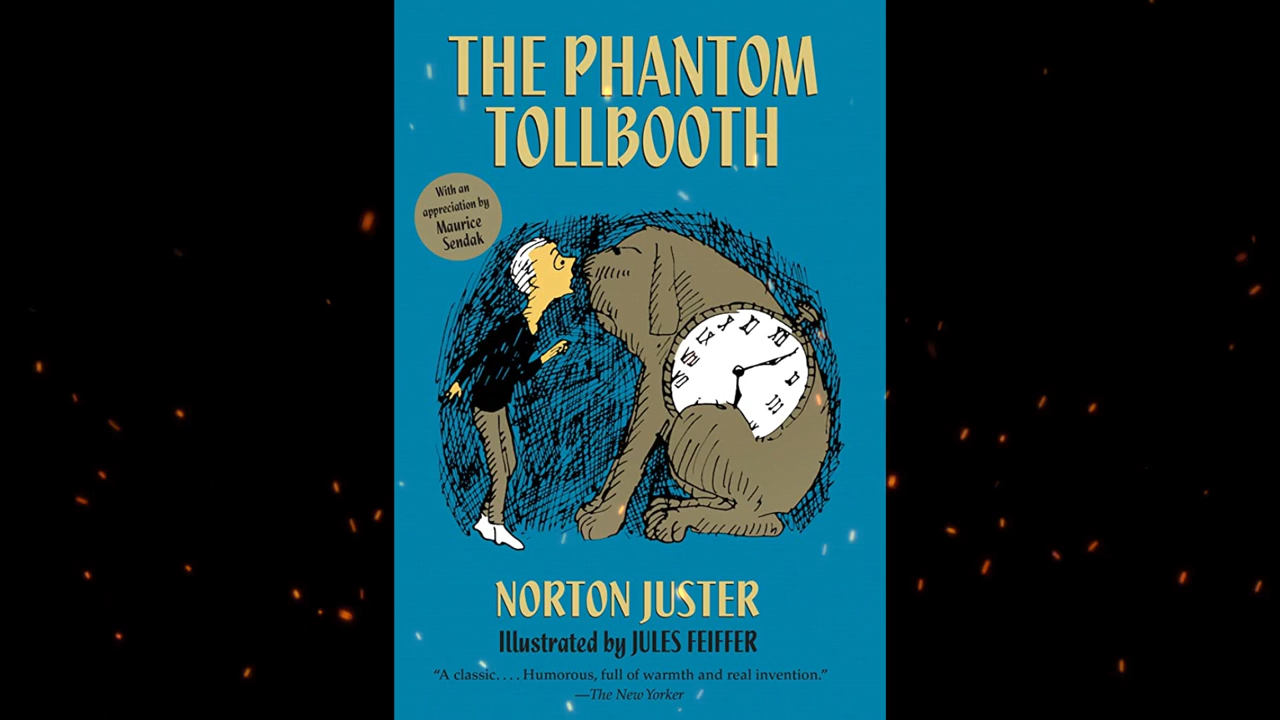 THE PHANTOM
TOLLBOOTH
With an
appreciation by
Maurice
Sendak
NORTON JUSTER
Illustrated by JULES FEIFFER
“A classic. . . . Humorous, full of warmth and real invention.”
—The New Yorker